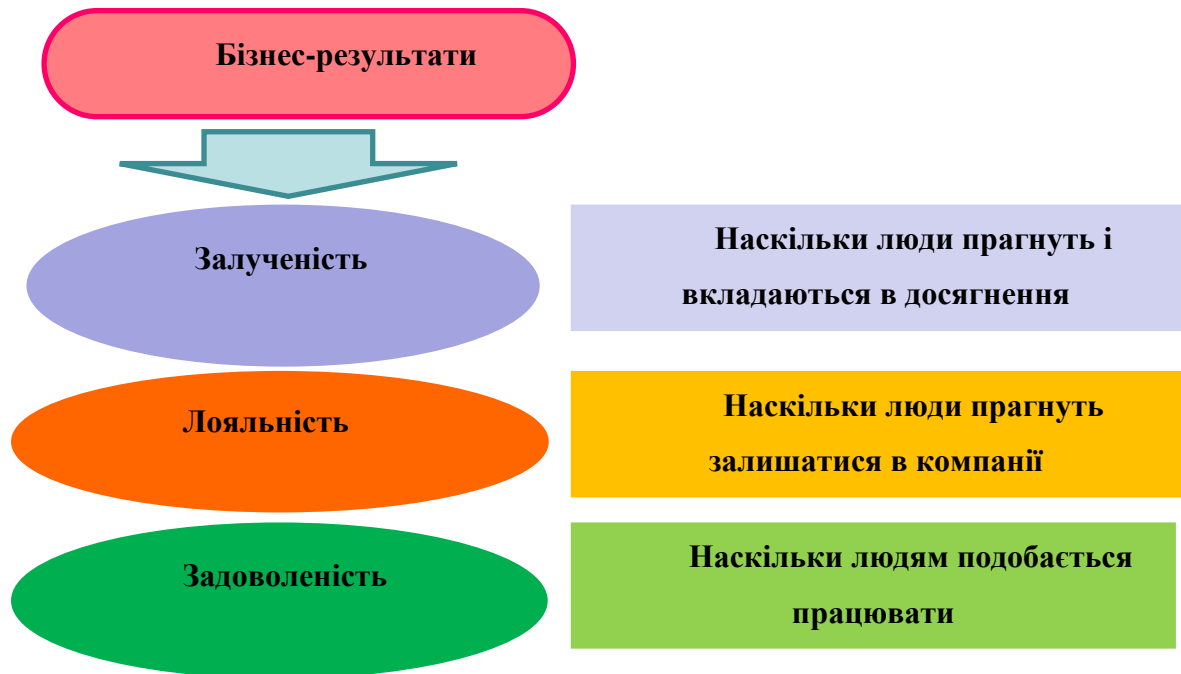 Бізнес-результати
Залученість
Наскільки люди прагнуть і
вкладаються в досягнення
Лояльність
Наскільки люди прагнуть
залишатися в компанії
Задоволеність
Наскільки людям подобається
працювати